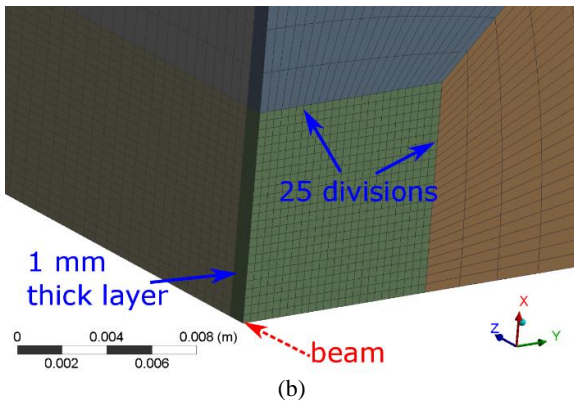 25 divisions
1 mm
thick layer
0 0.004 0.008 (m)
0.002 0.006
beam
X
Z Y
(b)